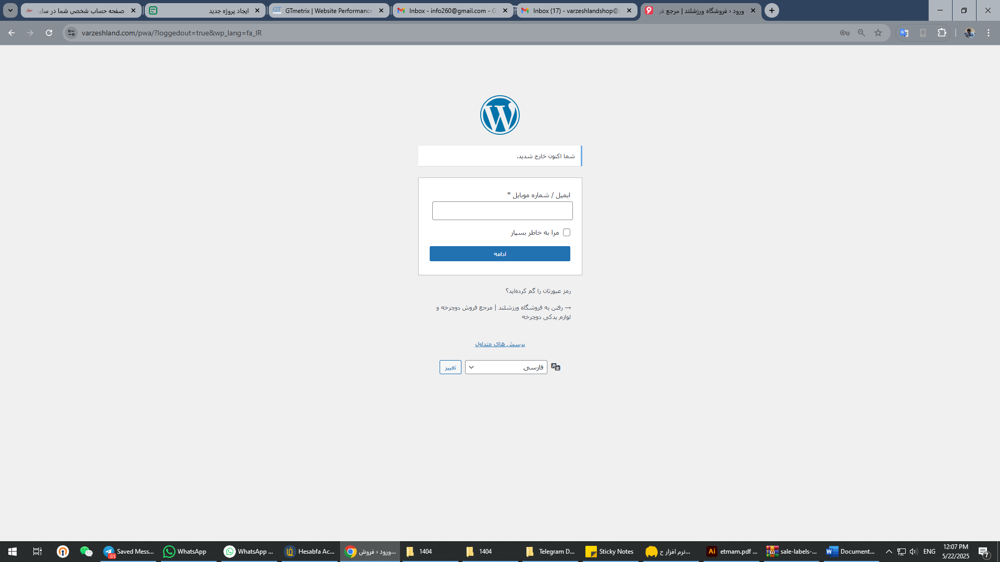 صفحه حساب شخصی شما در سای
ایجاد پروژه جدید
GT
GTmetrix | Website Performance
Inbox - info260@gmail.com - G
Inbox (17) - varzeshlandshop@
ورود ‹ فروشگاه ورزشلند | مرجع فر
varzeshland.com/pwa/?loggedout=true&wp_lang=fa_IR
شما اکنون خارج شدید.
ایمیل / شماره موبایل *
مرا به خاطر بسپار
ادامه
رمز عبورتان را گم کرده‌اید؟
→ رفتن به فروشگاه ورزشلند | مرجع فروش دوچرخه و
لوازم یدکی دوچرخه
پرسش های متداول
فارسی
تغییر
.05
Saved Mess...
WhatsApp
WhatsApp ...
Hesabfa Ac...
ورود ‹ فروش...
1404
1404
Telegram D...
Sticky Notes
نرم افزار ح...
Ai
etmam.pdf ...
sale-labels-...
Document...
ENG
12:07 PM
5/22/2025
7